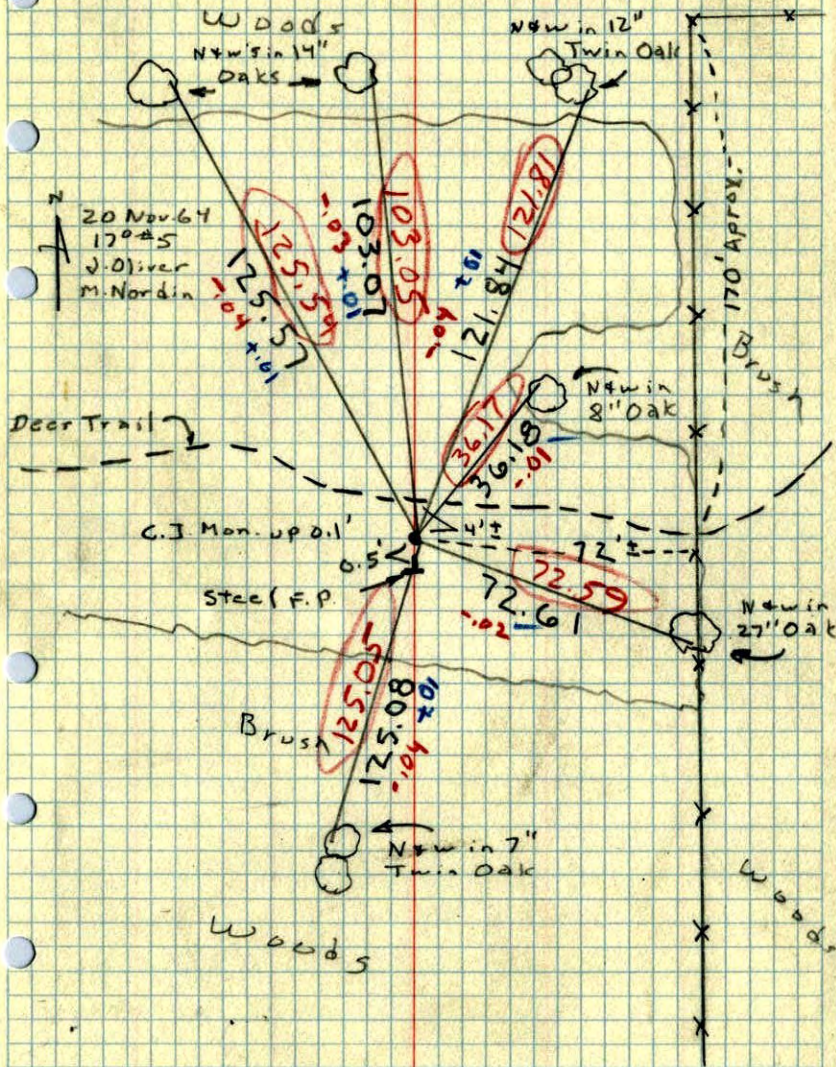 Woods
N&W's in 14"
Oaks
N&W in 12"
Twin Oak
N
20 Nov 64
17° #5
J. Oliver
M. Nordin
125.54
125.57
-.04 +.01
103.05
103.07
-.03 +.01
121.81
121.84
+.01
-.04
170' Aprox.
Brush
N&W in
8" Oak
36.17
36.18
-.01
Deer Trail
C.I. Mon. up 0.1'
4'±
72'±
0.5'
Steel F.P.
72.59
72.61
-.02
N&W in
27" Oak
125.05
125.08
-.04 +.01
Brush
N&W in 7"
Twin Oak
Woods
Woods